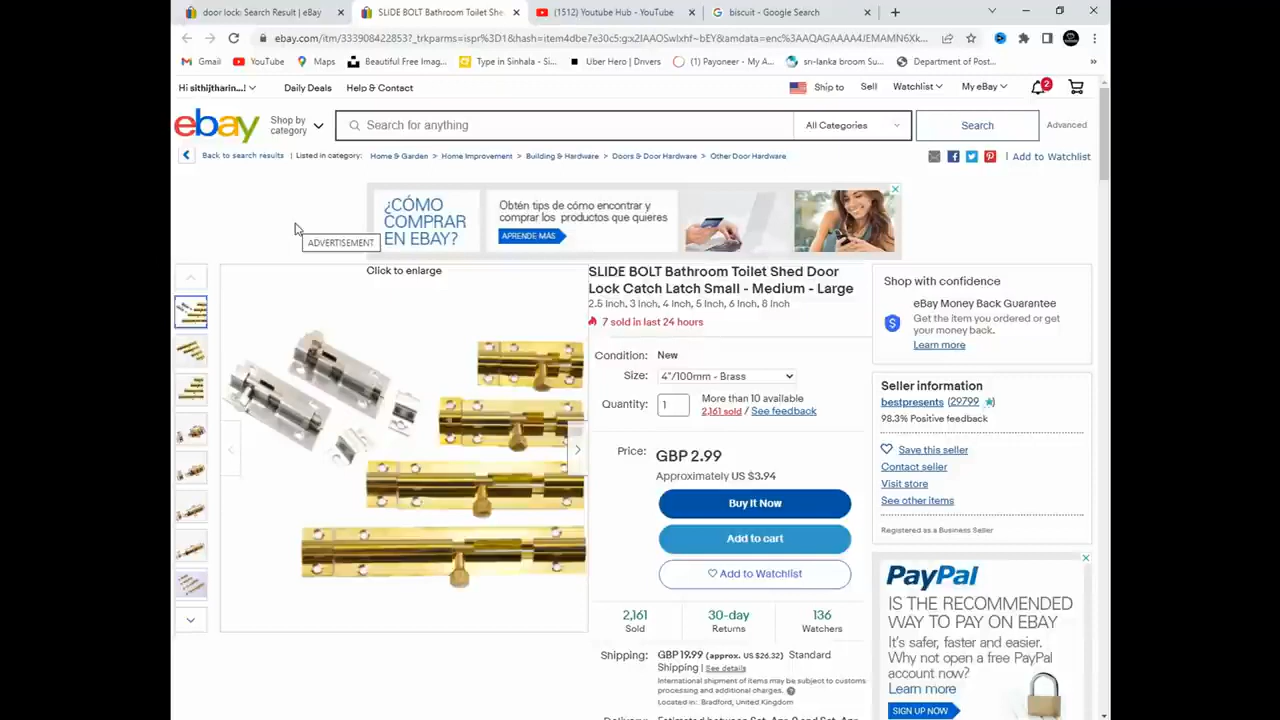 door lock: Search Result | eBay
SLIDE BOLT Bathroom Toilet She
(1512) Youtube Hub - YouTube
biscuit - Google Search
ebay.com/itm/333908422853?_trkparms=ispr%3D1&hash=item4dbe7e30c5:g:x2IAAOSwlxhf~bEY&amdata=enc%3AAQAGAAAA4JEMAMN6Xk...
Gmail
YouTube
Maps
Beautiful Free Imag...
Type in Sinhala - Si...
Uber Hero | Drivers
Payoneer - My A...
sri-lanka broom Su...
Department of Post...
Hi sithijtharin...!
Daily Deals
Help & Contact
Ship to
Sell
Watchlist
My eBay
2
ebay
Shop by
category
Search for anything
All Categories
Search
Advanced
Back to search results
| Listed in category:
Home & Garden > Home Improvement > Building & Hardware > Doors & Door Hardware > Other Door Hardware
| Add to Watchlist
¿CÓMO
COMPRAR
EN EBAY?
Obtén tips de cómo encontrar y
comprar los productos que quieres
APRENDE MÁS
ADVERTISEMENT
Click to enlarge
SLIDE BOLT Bathroom Toilet Shed Door
Lock Catch Latch Small - Medium - Large
2.5 Inch, 3 Inch, 4 Inch, 5 Inch, 6 Inch, 8 Inch
7 sold in last 24 hours
Condition: New
Size: 4"/100mm - Brass
Quantity: 1
More than 10 available
2,161 sold / See feedback
Price: GBP 2.99
Approximately US $3.94
Buy It Now
Add to cart
Add to Watchlist
2,161
Sold
30-day
Returns
136
Watchers
Shipping: GBP 19.99 (approx. US $26.32) Standard
Shipping | See details
International shipment of items may be subject to customs
processing and additional charges.
Located in: Bradford, United Kingdom
Shop with confidence
eBay Money Back Guarantee
Get the item you ordered or get
your money back.
Learn more
Seller information
bestpresents (29799)
98.3% Positive feedback
Save this seller
Contact seller
Visit store
See other items
Registered as a Business Seller
PayPal
IS THE RECOMMENDED
WAY TO PAY ON EBAY
It's safer, faster and easier.
Why not open a free PayPal
account now?
Learn more
SIGN UP NOW